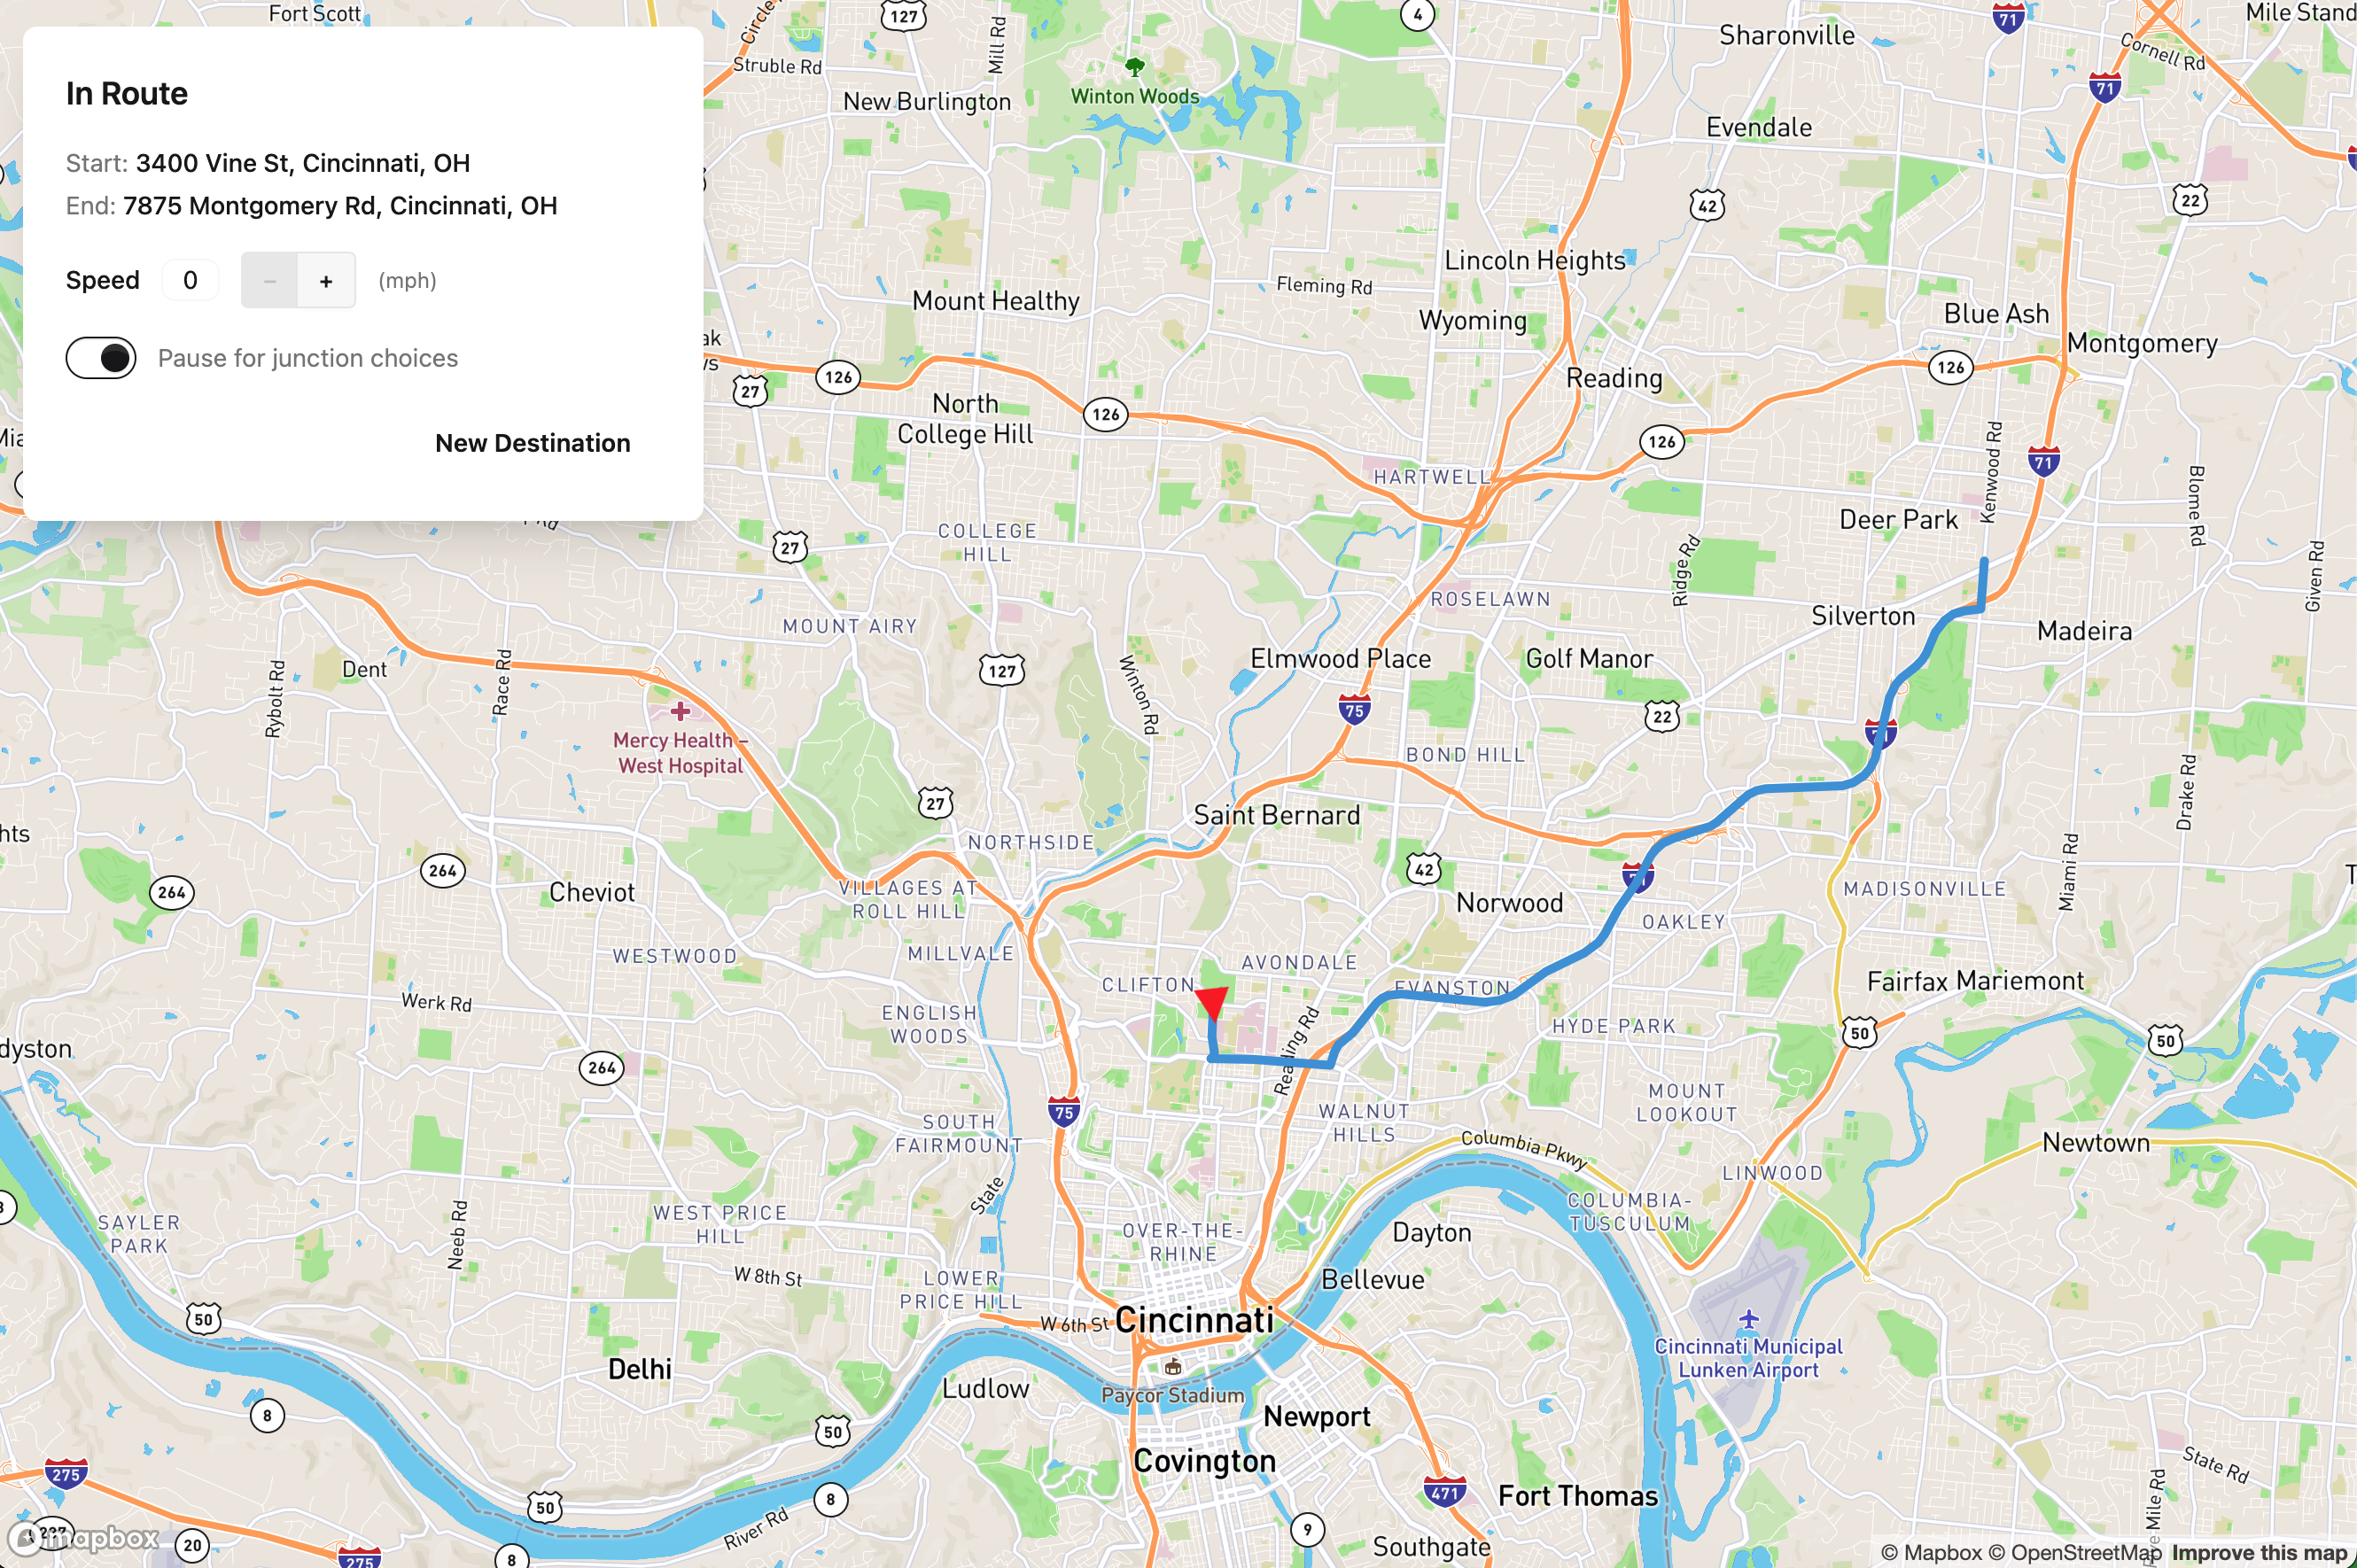 In Route
Start: 3400 Vine St, Cincinnati, OH
End: 7875 Montgomery Rd, Cincinnati, OH
Speed 0 − + (mph)
Pause for junction choices
New Destination
Fort Scott
127
Mill Rd
4
71
Mile Stand
Struble Rd
New Burlington
Winton Woods
Sharonville
Cornell Rd
71
Evendale
42
22
Lincoln Heights
Fleming Rd
Mount Healthy
Wyoming
Blue Ash
Montgomery
27
126
Reading
126
North
College Hill
126
126
HARTWELL
71
Kenwood Rd
Blome Rd
Deer Park
27
COLLEGE
HILL
Ridge Rd
Given Rd
ROSELAWN
Silverton
Madeira
MOUNT AIRY
Dent
Race Rd
Rybolt Rd
127
Winton Rd
Elmwood Place
Golf Manor
75
22
Mercy Health –
West Hospital
BOND HILL
27
Saint Bernard
Drake Rd
NORTHSIDE
264
264
Cheviot
42
VILLAGES AT
ROLL HILL
Norwood
MADISONVILLE
Miami Rd
OAKLEY
WESTWOOD
MILLVALE
AVONDALE
CLIFTON
EVANSTON
Fairfax
Mariemont
Werk Rd
ENGLISH
WOODS
Reading Rd
HYDE PARK
50
50
264
75
MOUNT
LOOKOUT
WALNUT
HILLS
SOUTH
FAIRMOUNT
Columbia Pkwy
Newtown
State
LINWOOD
COLUMBIA-
TUSCULUM
SAYLER
PARK
Neeb Rd
WEST PRICE
HILL
OVER-THE-
RHINE
Dayton
W 8th St
LOWER
PRICE HILL
Bellevue
50
W 6th St
Cincinnati
Cincinnati Municipal
Lunken Airport
Delhi
Ludlow
Paycor Stadium
Newport
8
50
Covington
275
50
8
471
Fort Thomas
State Rd
River Rd
9
Southgate
20
275
8
mapbox
© Mapbox © OpenStreetMap Improve this map